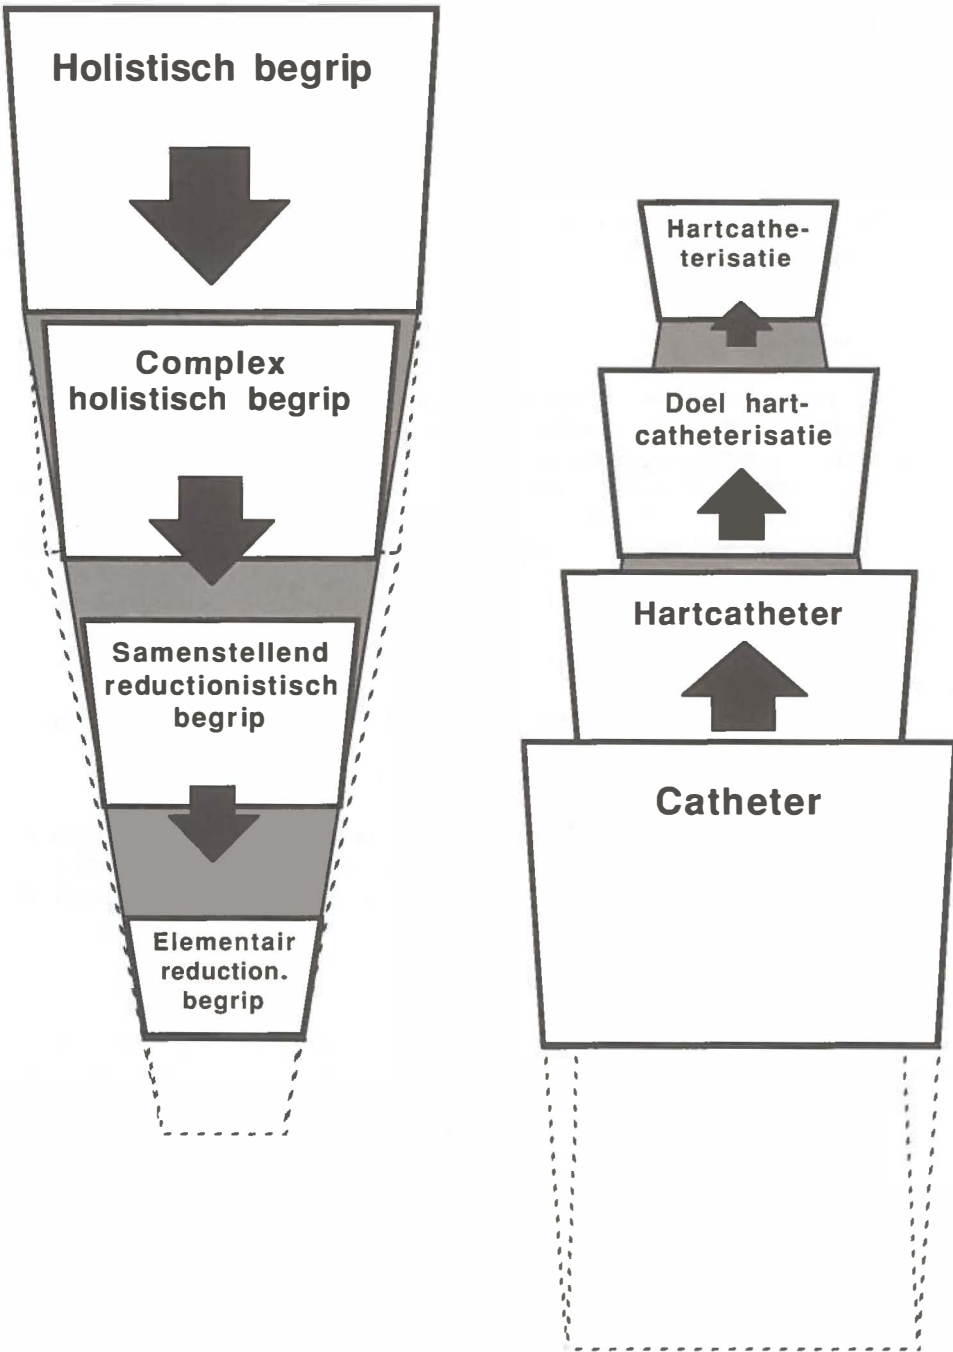 Holistisch begrip
Complex
holistisch begrip
Samenstellend
reductionistisch
begrip
Elementair
reduction.
begrip
Hartcathe-
terisatie
Doel hart-
catheterisatie
Hartcatheter
Catheter